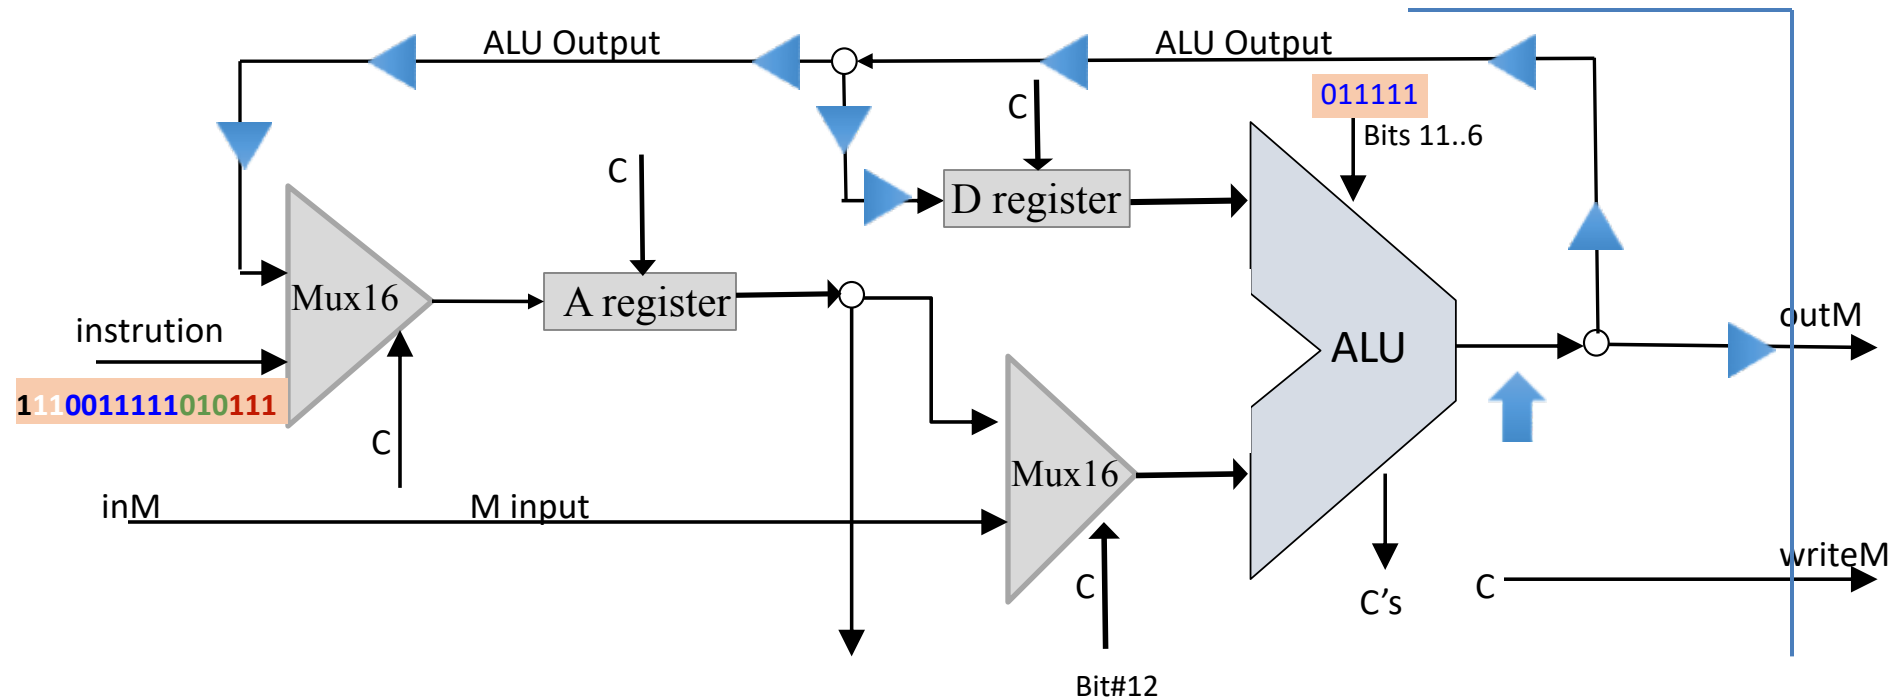 ALU Output
ALU Output
011111
Bits 11..6
C
C
D register
Mux16
A register
instrution
1110011111010111
ALU
outM
C
Mux16
inM
M input
C
C's
C
writeM
Bit#12